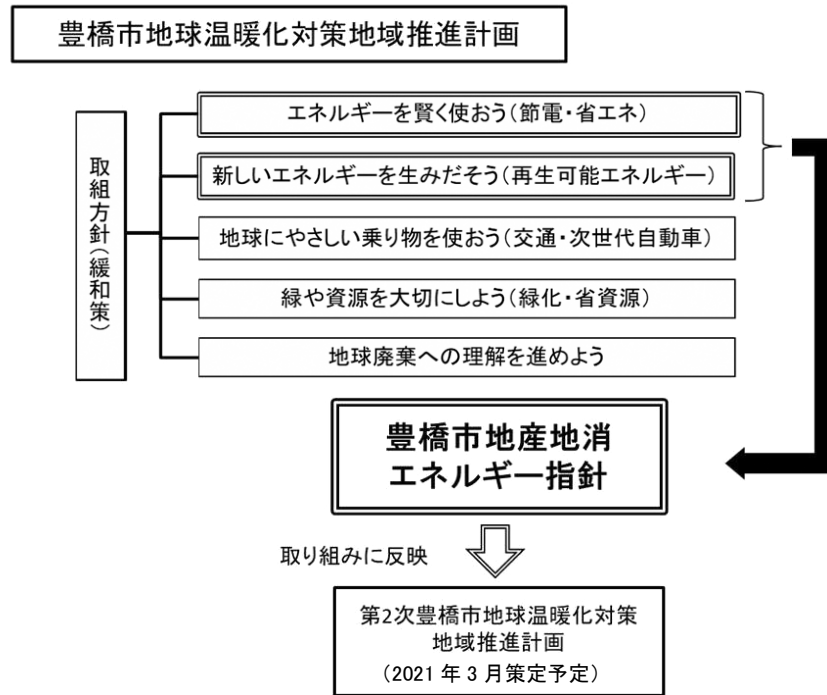 豊橋市地球温暖化対策地域推進計画
取組方針(緩和策)
エネルギーを賢く使おう(節電・省エネ)
新しいエネルギーを生みだそう(再生可能エネルギー)
地球にやさしい乗り物を使おう(交通・次世代自動車)
緑や資源を大切にしよう(緑化・省資源)
地球廃棄への理解を進めよう
豊橋市地産地消
エネルギー指針
取り組みに反映
第2次豊橋市地球温暖化対策
地域推進計画
(2021年3月策定予定)